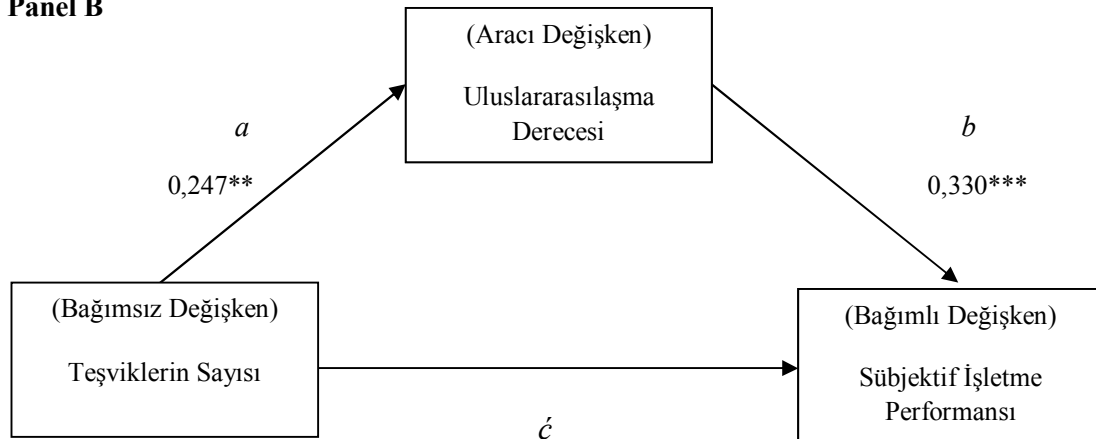 Panel B
(Aracı Değişken)
Uluslararasılaşma
Derecesi
a
0,247**
b
0,330***
(Bağımsız Değişken)
Teşviklerin Sayısı
(Bağımlı Değişken)
Sübjektif İşletme
Performansı
ć